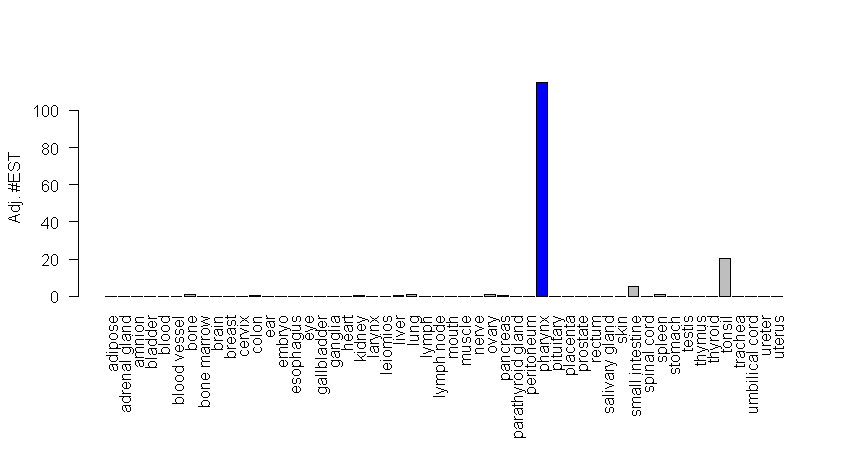 Adj. #EST
100
80
60
40
20
0
adipose
adrenal gland
amnion
bladder
blood
blood vessel
bone
bone marrow
brain
breast
cervix
colon
ear
embryo
esophagus
eye
gallbladder
ganglia
heart
kidney
larynx
leiomios
liver
lung
lymph
lymph node
mouth
muscle
nerve
ovary
pancreas
parathyroid gland
peritoneum
pharynx
pituitary
placenta
prostate
rectum
salivary gland
skin
small intestine
spinal cord
spleen
stomach
testis
thymus
thyroid
tonsil
trachea
umbilical cord
ureter
uterus